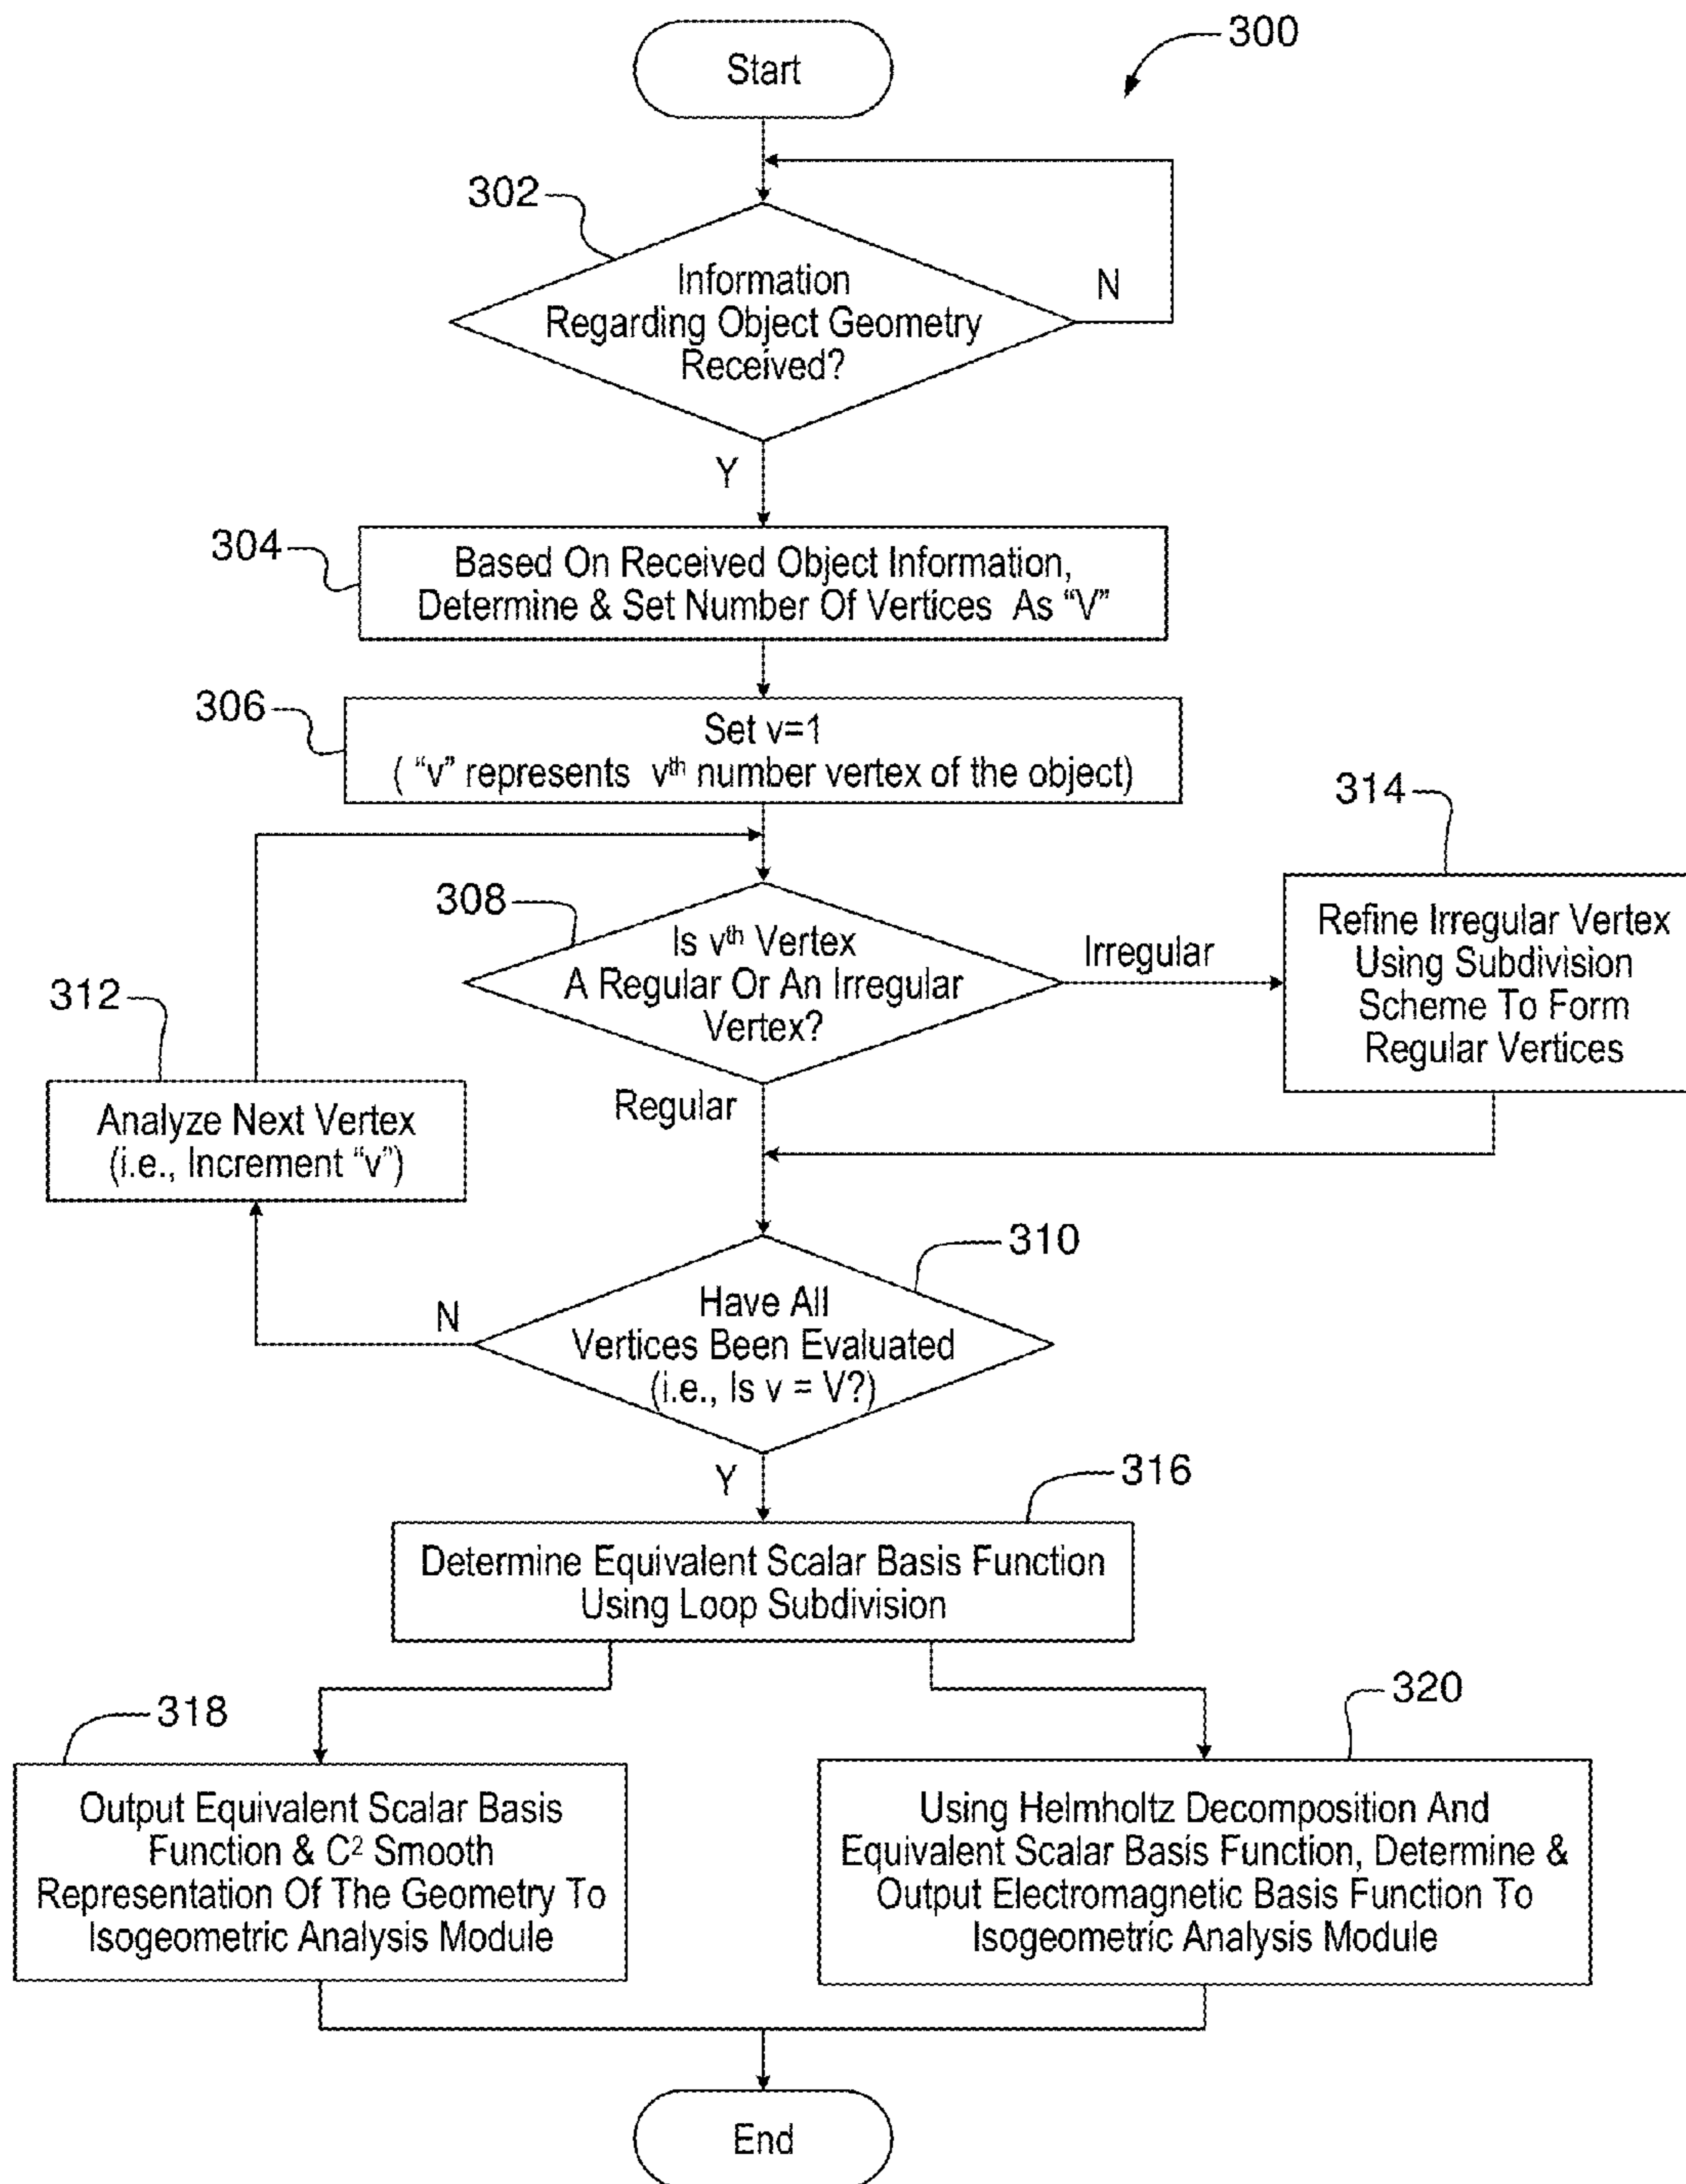 300
Start
302
Information
Regarding Object Geometry
Received?
N
Y
304
Based On Received Object Information,
Determine & Set Number Of Vertices As “V”
306
Set v=1
( “v” represents vth number vertex of the object)
314
308
Is vth Vertex
A Regular Or An Irregular
Vertex?
Irregular
Refine Irregular Vertex
Using Subdivision
Scheme To Form
Regular Vertices
312
Regular
Analyze Next Vertex
(i.e., Increment “v”)
310
N
Have All
Vertices Been Evaluated
(i.e., Is v = V?)
Y
316
Determine Equivalent Scalar Basis Function
Using Loop Subdivision
318
320
Output Equivalent Scalar Basis
Function & C² Smooth
Representation Of The Geometry To
Isogeometric Analysis Module
Using Helmholtz Decomposition And
Equivalent Scalar Basis Function, Determine &
Output Electromagnetic Basis Function To
Isogeometric Analysis Module
End